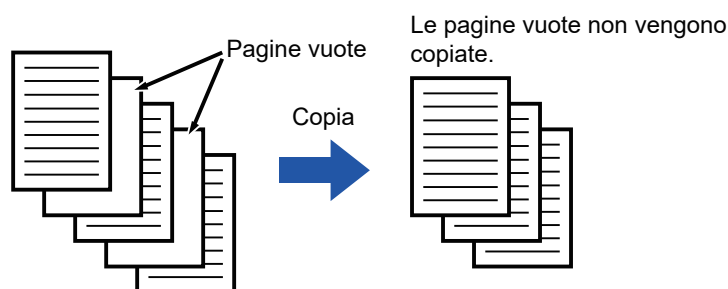 Pagine vuote
Copia
Le pagine vuote non vengono
copiate.